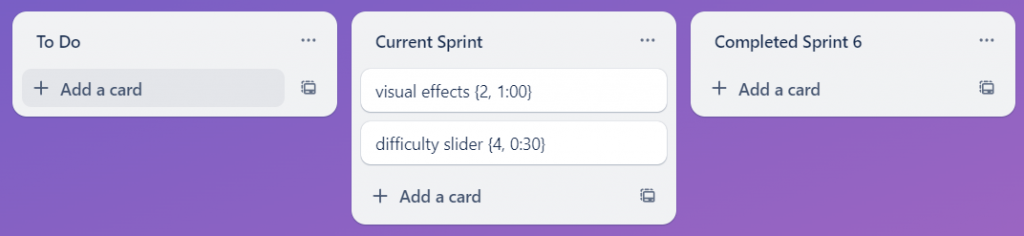 To Do
+ Add a card
Current Sprint
visual effects {2, 1:00}
difficulty slider {4, 0:30}
+ Add a card
Completed Sprint 6
+ Add a card